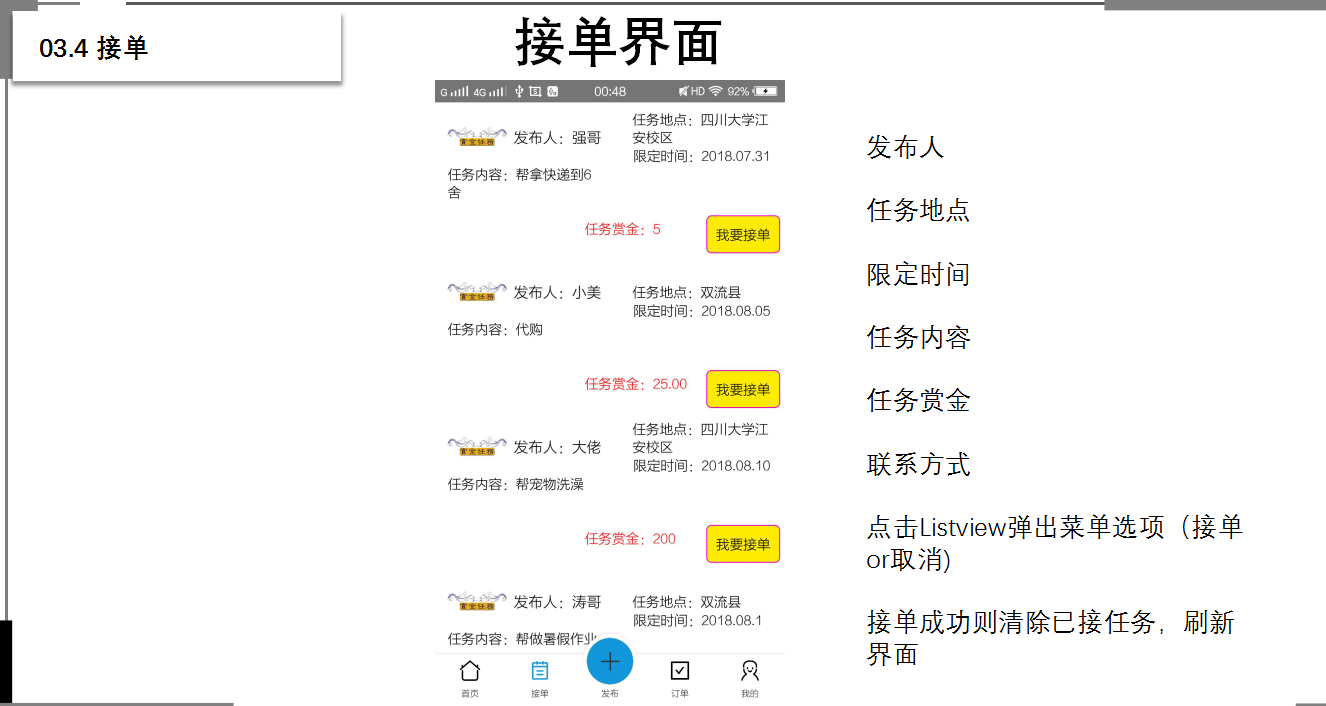 03.4 接单
接单界面
G 4G 00:48 HD 92%
赏金任務
发布人：强哥
任务地点：四川大学江
安校区
限定时间：2018.07.31
任务内容：帮拿快递到6
舍
任务赏金：5
我要接单
赏金任務
发布人：小美
任务地点：双流县
限定时间：2018.08.05
任务内容：代购
任务赏金：25.00
我要接单
赏金任務
发布人：大佬
任务地点：四川大学江
安校区
限定时间：2018.08.10
任务内容：帮宠物洗澡
任务赏金：200
我要接单
赏金任務
发布人：涛哥
任务地点：双流县
限定时间：2018.08.1
任务内容：帮做暑假作业
首页
接单
发布
订单
我的
发布人
任务地点
限定时间
任务内容
任务赏金
联系方式
点击Listview弹出菜单选项（接单
or取消)
接单成功则清除已接任务，刷新
界面